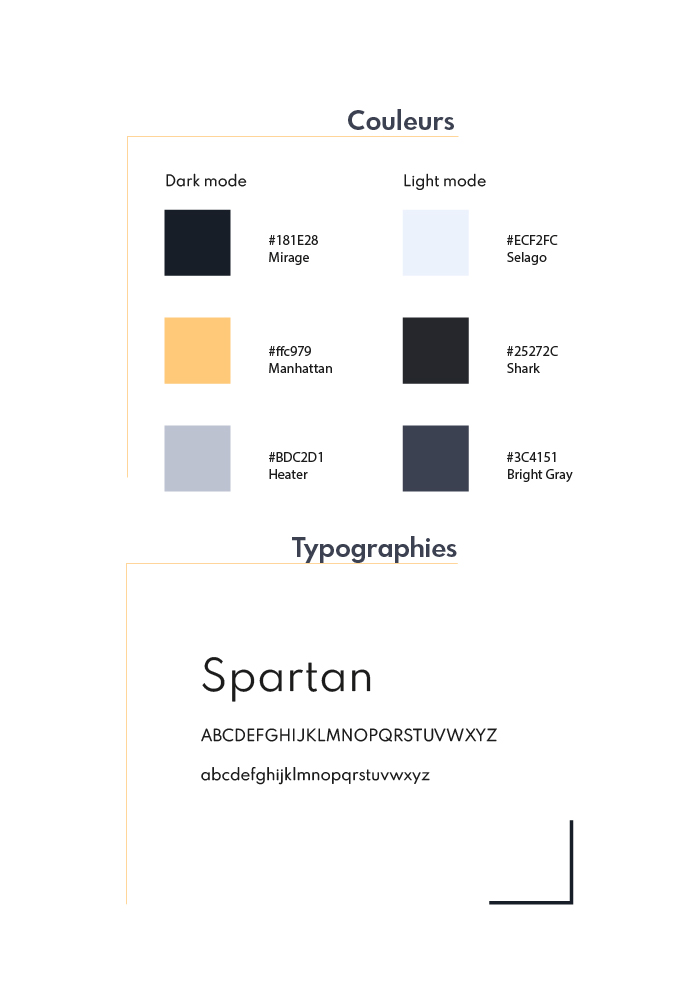 Couleurs
Dark mode
#181E28
Mirage
#ffc979
Manhattan
#BDC2D1
Heater
Light mode
#ECF2FC
Selago
#25272C
Shark
#3C4151
Bright Gray
Typographies
Spartan
ABCDEFGHIJKLMNOPQRSTUVWXYZ
abcdefghijklmnopqrstuvwxyz